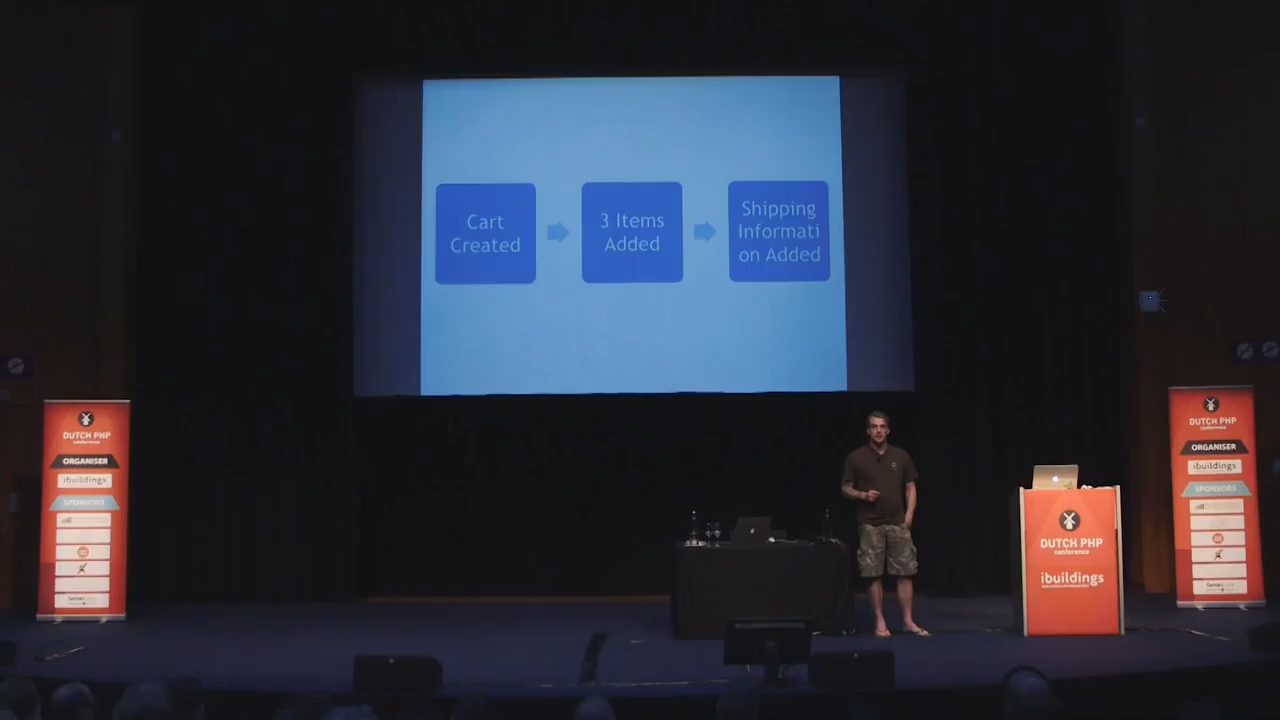 Cart
Created
3 Items
Added
Shipping
Informati
on Added
DUTCH PHP
conference
ORGANISER
ibuildings
SPONSORS
DUTCH PHP
conference
ibuildings
DUTCH PHP
conference
ORGANISER
ibuildings
SPONSORS